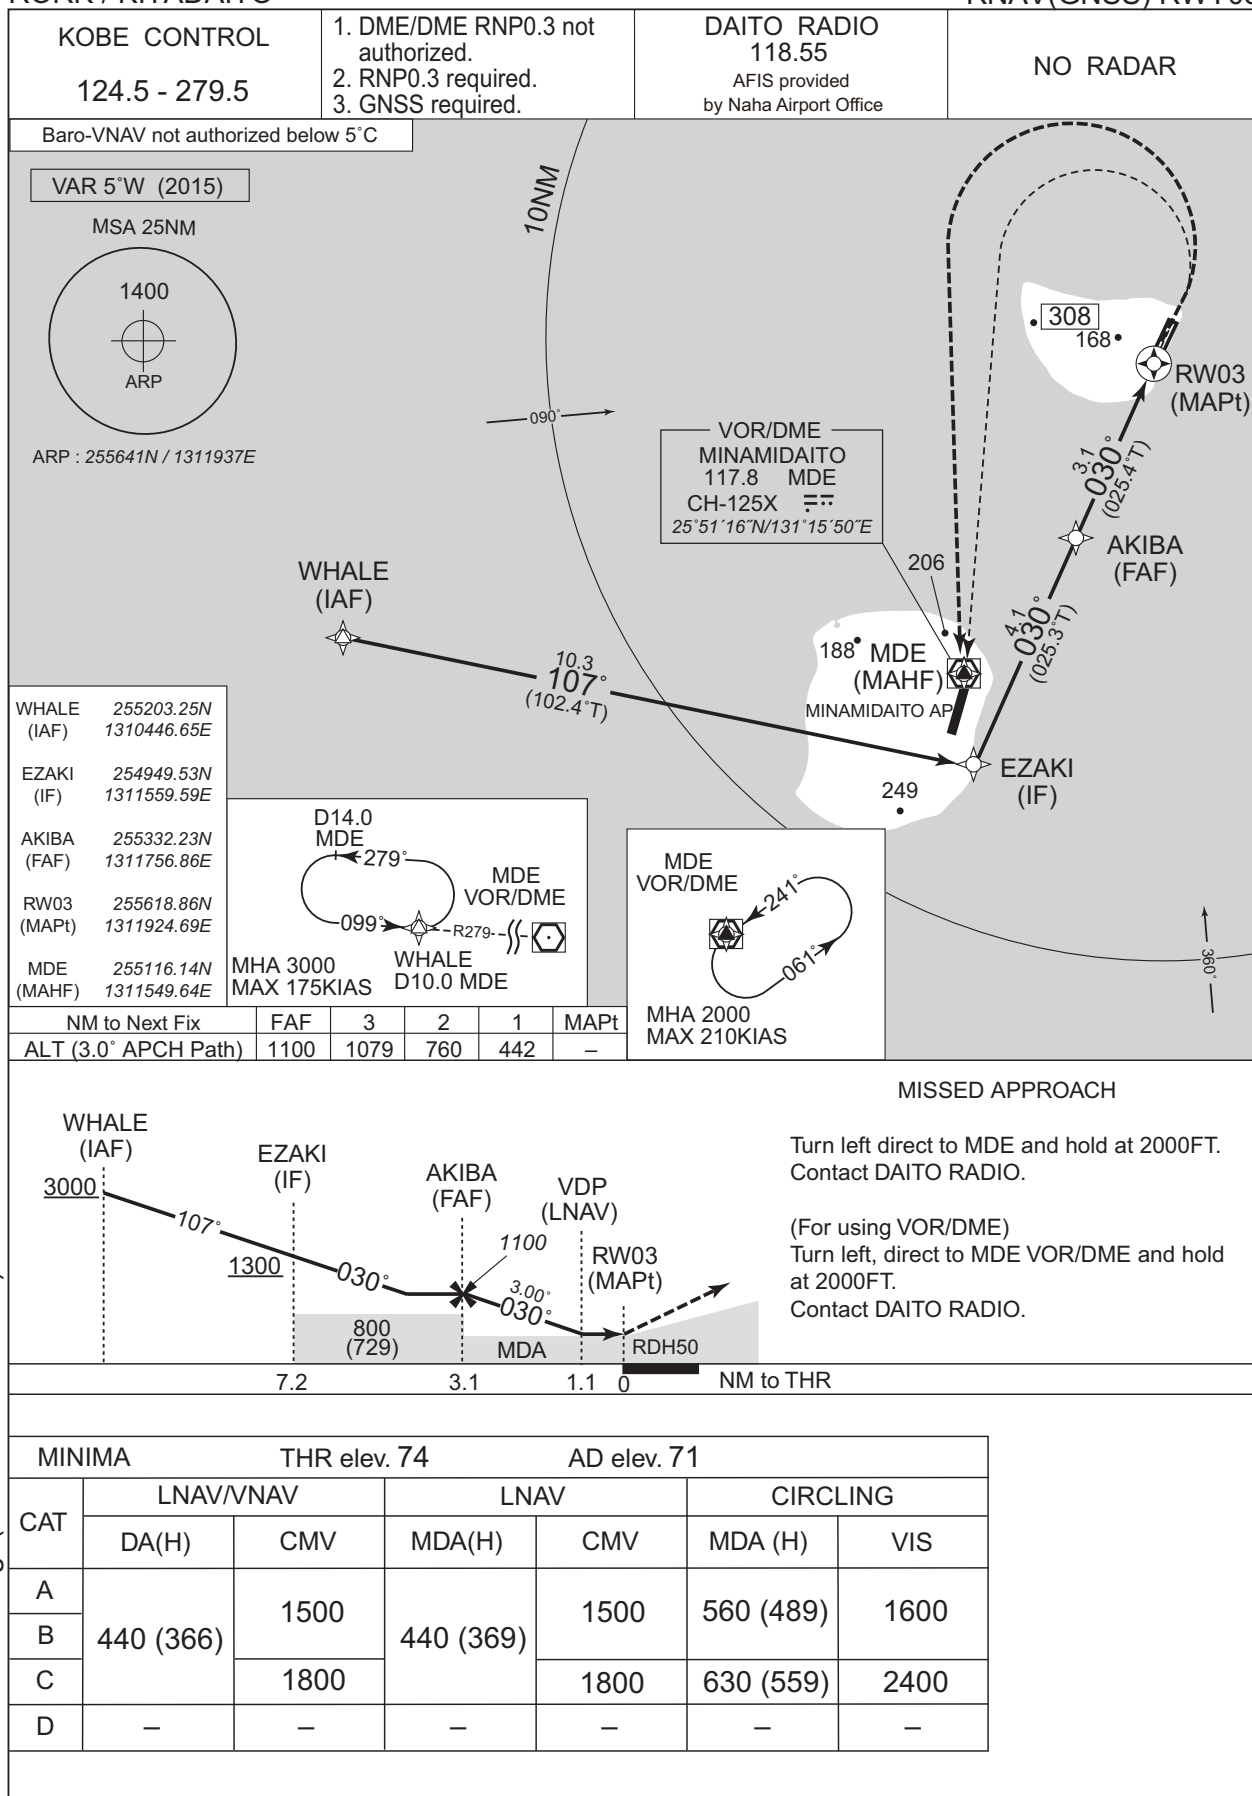 KOBE CONTROL
124.5 - 279.5
1. DME/DME RNP0.3 not
authorized.
2. RNP0.3 required.
3. GNSS required.
DAITO RADIO
118.55
AFIS provided
by Naha Airport Office
NO RADAR
Baro-VNAV not authorized below 5°C
VAR 5°W (2015)
MSA 25NM
1400
ARP
ARP : 255641N / 1311937E
10NM
090°
308
168
RW03
(MAPt)
3.1
030°
(025.4°T)
VOR/DME
MINAMIDAITO
117.8 MDE
CH-125X
25°51´16˝N/131°15´50˝E
AKIBA
(FAF)
206
4.1
030°
(025.3°T)
WHALE
(IAF)
10.3
107°
(102.4°T)
188
MDE
(MAHF)
MINAMIDAITO AP
EZAKI
(IF)
249
360°
WHALE 255203.25N
(IAF) 1310446.65E
EZAKI 254949.53N
(IF) 1311559.59E
AKIBA 255332.23N
(FAF) 1311756.86E
RW03 255618.86N
(MAPt) 1311924.69E
MDE 255116.14N
(MAHF) 1311549.64E
D14.0
MDE
279°
099°
R279
MDE
VOR/DME
WHALE
D10.0 MDE
MHA 3000
MAX 175KIAS
MDE
VOR/DME
241°
061°
MHA 2000
MAX 210KIAS
NM to Next Fix FAF 3 2 1 MAPt
ALT (3.0° APCH Path) 1100 1079 760 442 –
MISSED APPROACH
Turn left direct to MDE and hold at 2000FT.
Contact DAITO RADIO.
(For using VOR/DME)
Turn left, direct to MDE VOR/DME and hold
at 2000FT.
Contact DAITO RADIO.
WHALE
(IAF)
3000
107°
EZAKI
(IF)
1300
030°
AKIBA
(FAF)
1100
3.00°
030°
VDP
(LNAV)
RW03
(MAPt)
800
(729)
MDA
RDH50
7.2 3.1 1.1 0 NM to THR
MINIMA THR elev. 74 AD elev. 71
CAT LNAV/VNAV LNAV CIRCLING
DA(H) CMV MDA(H) CMV MDA (H) VIS
A
B 440 (366) 1500 440 (369) 1500 560 (489) 1600
C 1800 1800 630 (559) 2400
D – – – – – –